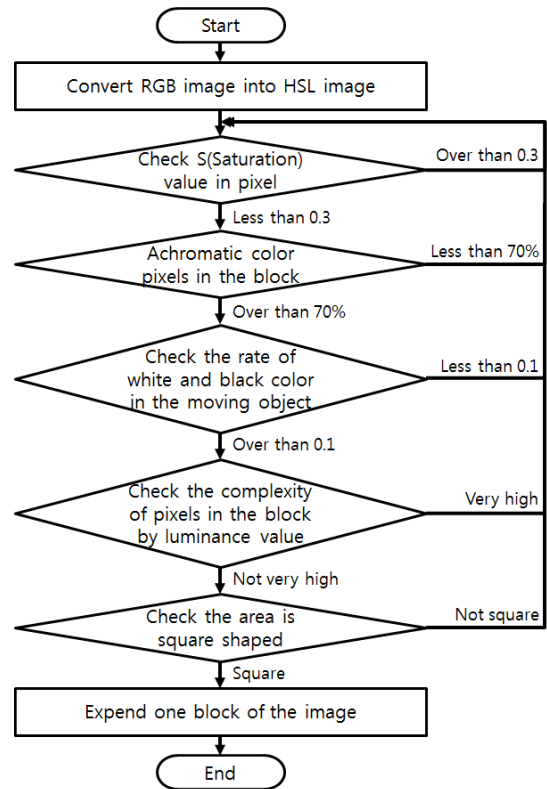 Start
Convert RGB image into HSL image
Check S(Saturation)
value in pixel
Over than 0.3
Less than 0.3
Achromatic color
pixels in the block
Less than 70%
Over than 70%
Check the rate of
white and black color
in the moving object
Less than 0.1
Over than 0.1
Check the complexity
of pixels in the block
by luminance value
Very high
Not very high
Check the area is
square shaped
Not square
Square
Expend one block of the image
End